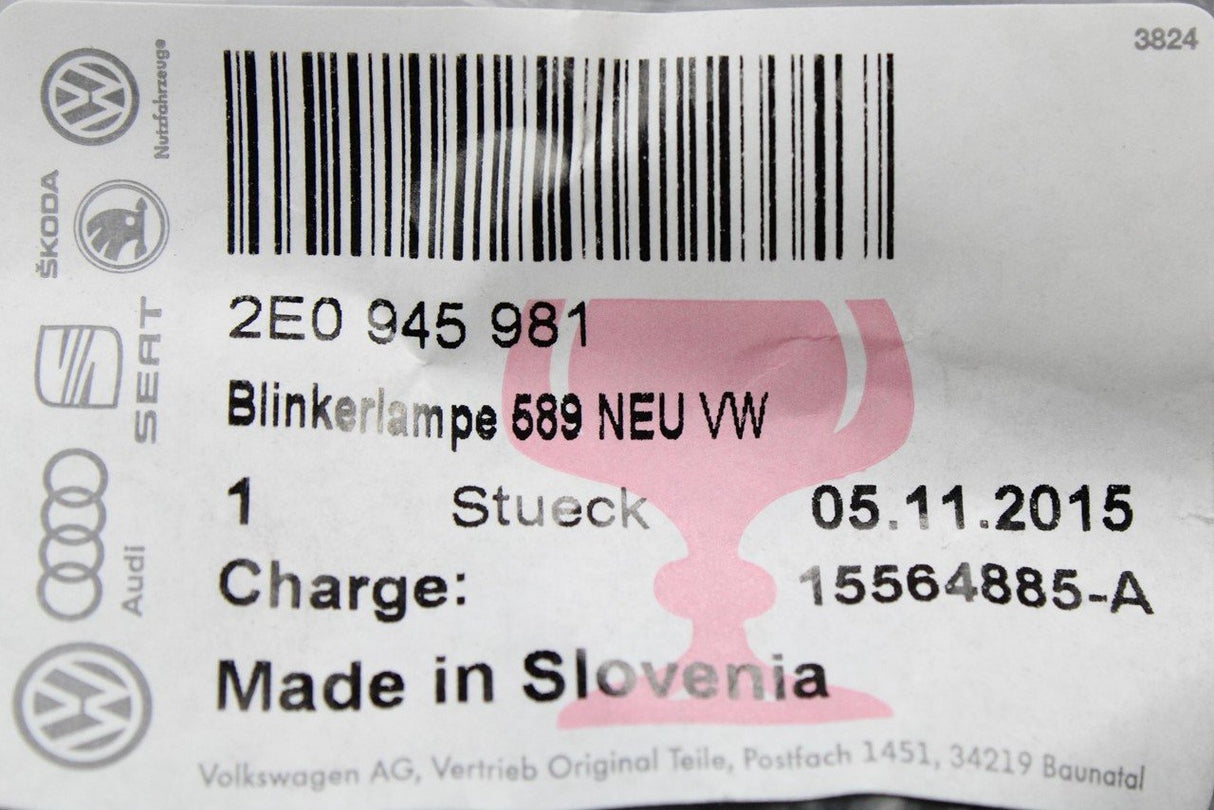 3824
Nutzfahrzeuge
ŠKODA
SEAT
Audi
2E0 945 981
Blinkerlampe 589 NEU VW
1 Stueck 05.11.2015
Charge: 15564885-A
Made in Slovenia
Volkswagen AG, Vertrieb Original Teile, Postfach 1451, 34219 Baunatal